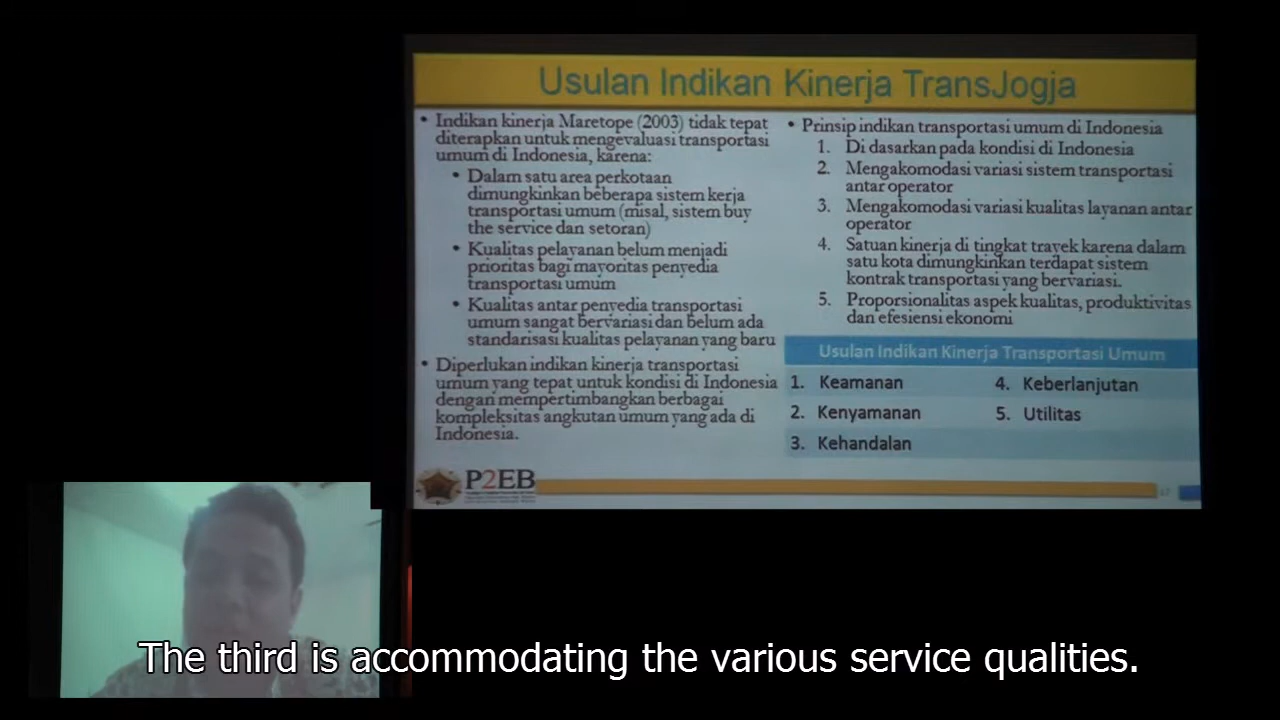 Usulan Indikan Kinerja TransJogja
• Indikan kinerja Maretope (2003) tidak tepat
diterapkan untuk mengevaluasi transportasi
umum di Indonesia, karena:
• Dalam satu area perkotaan
dimungkinkan beberapa sistem kerja
transportasi umum (misal, sistem buy
the service dan setoran)
• Kualitas pelayanan belum menjadi
prioritas bagi mayoritas penyedia
transportasi umum
• Kualitas antar penyedia transportasi
umum sangat bervariasi dan belum ada
standarisasi kualitas pelayanan yang baru
• Diperlukan indikan kinerja transportasi
umum yang tepat untuk kondisi di Indonesia
dengan mempertimbangkan berbagai
kompleksitas angkutan umum yang ada di
Indonesia.
• Prinsip indikan transportasi umum di Indonesia
1. Di dasarkan pada kondisi di Indonesia
2. Mengakomodasi variasi sistem transportasi
antar operator
3. Mengakomodasi variasi kualitas layanan antar
operator
4. Satuan kinerja di tingkat trayek karena dalam
satu kota dimungkinkan terdapat sistem
kontrak transportasi yang bervariasi.
5. Proporsionalitas aspek kualitas, produktivitas
dan efesiensi ekonomi
Usulan Indikan Kinerja Transportasi Umum
1. Keamanan
2. Kenyamanan
3. Kehandalan
4. Keberlanjutan
5. Utilitas
P2EB
The third is accommodating the various service qualities.